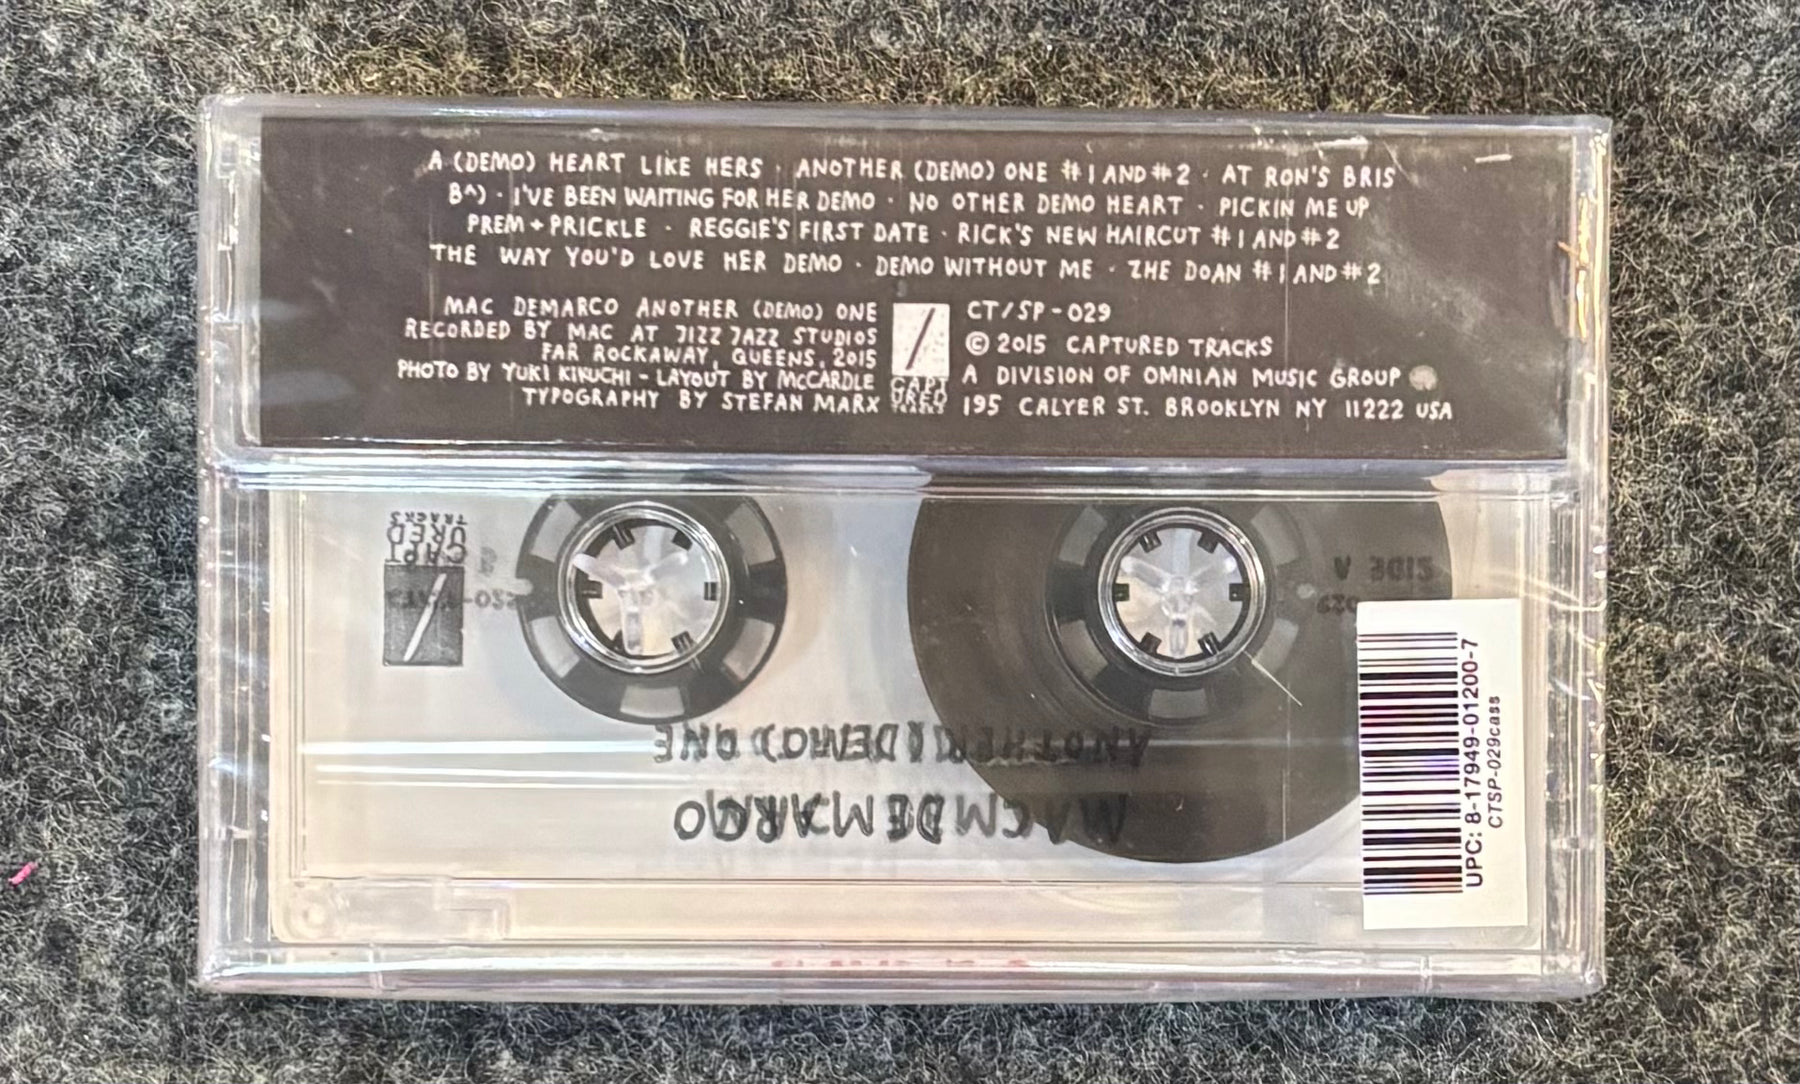 A (DEMO) HEART LIKE HERS · ANOTHER (DEMO) ONE #1 AND #2 · AT RON'S BRIS
B^) · I'VE BEEN WAITING FOR HER DEMO · NO OTHER DEMO HEART · PICKIN ME UP
PREM + PRICKLE · REGGIE'S FIRST DATE · RICK'S NEW HAIRCUT #1 AND #2
THE WAY YOU'D LOVE HER DEMO · DEMO WITHOUT ME · ZHE DOAN #1 AND #2
MAC DEMARCO ANOTHER (DEMO) ONE
RECORDED BY MAC AT JIZZ JAZZ STUDIOS
FAR ROCKAWAY, QUEENS, 2015
PHOTO BY YUKI KIKUCHI - LAYOUT BY MCCARDLE
TYPOGRAPHY BY STEFAN MARX
CAPT
URED
TRACKS
CT/SP-029
© 2015 CAPTURED TRACKS
A DIVISION OF OMNIAN MUSIC GROUP
195 CALYER ST. BROOKLYN NY 11222 USA
CAPT
URED
TRACKS
SIDE A
ANOTHER (DEMO) ONE
MAC DEMARCO
UPC: 8-17949-01200-7
CTSP-029cass